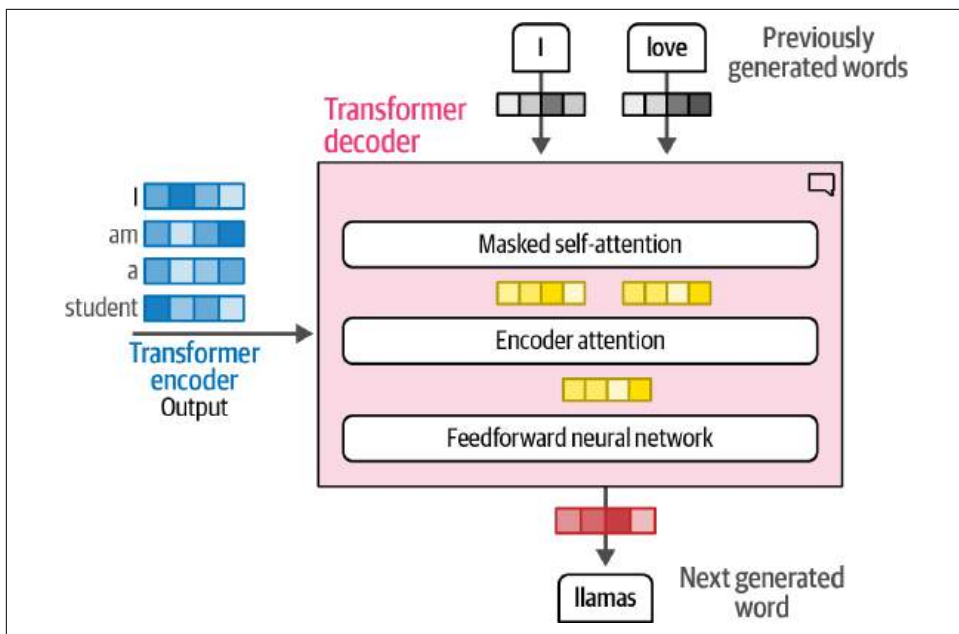 I
love
Previously
generated words
Transformer
decoder
I
am
a
student
Transformer
encoder
Output
Masked self-attention
Encoder attention
Feedforward neural network
llamas
Next generated
word